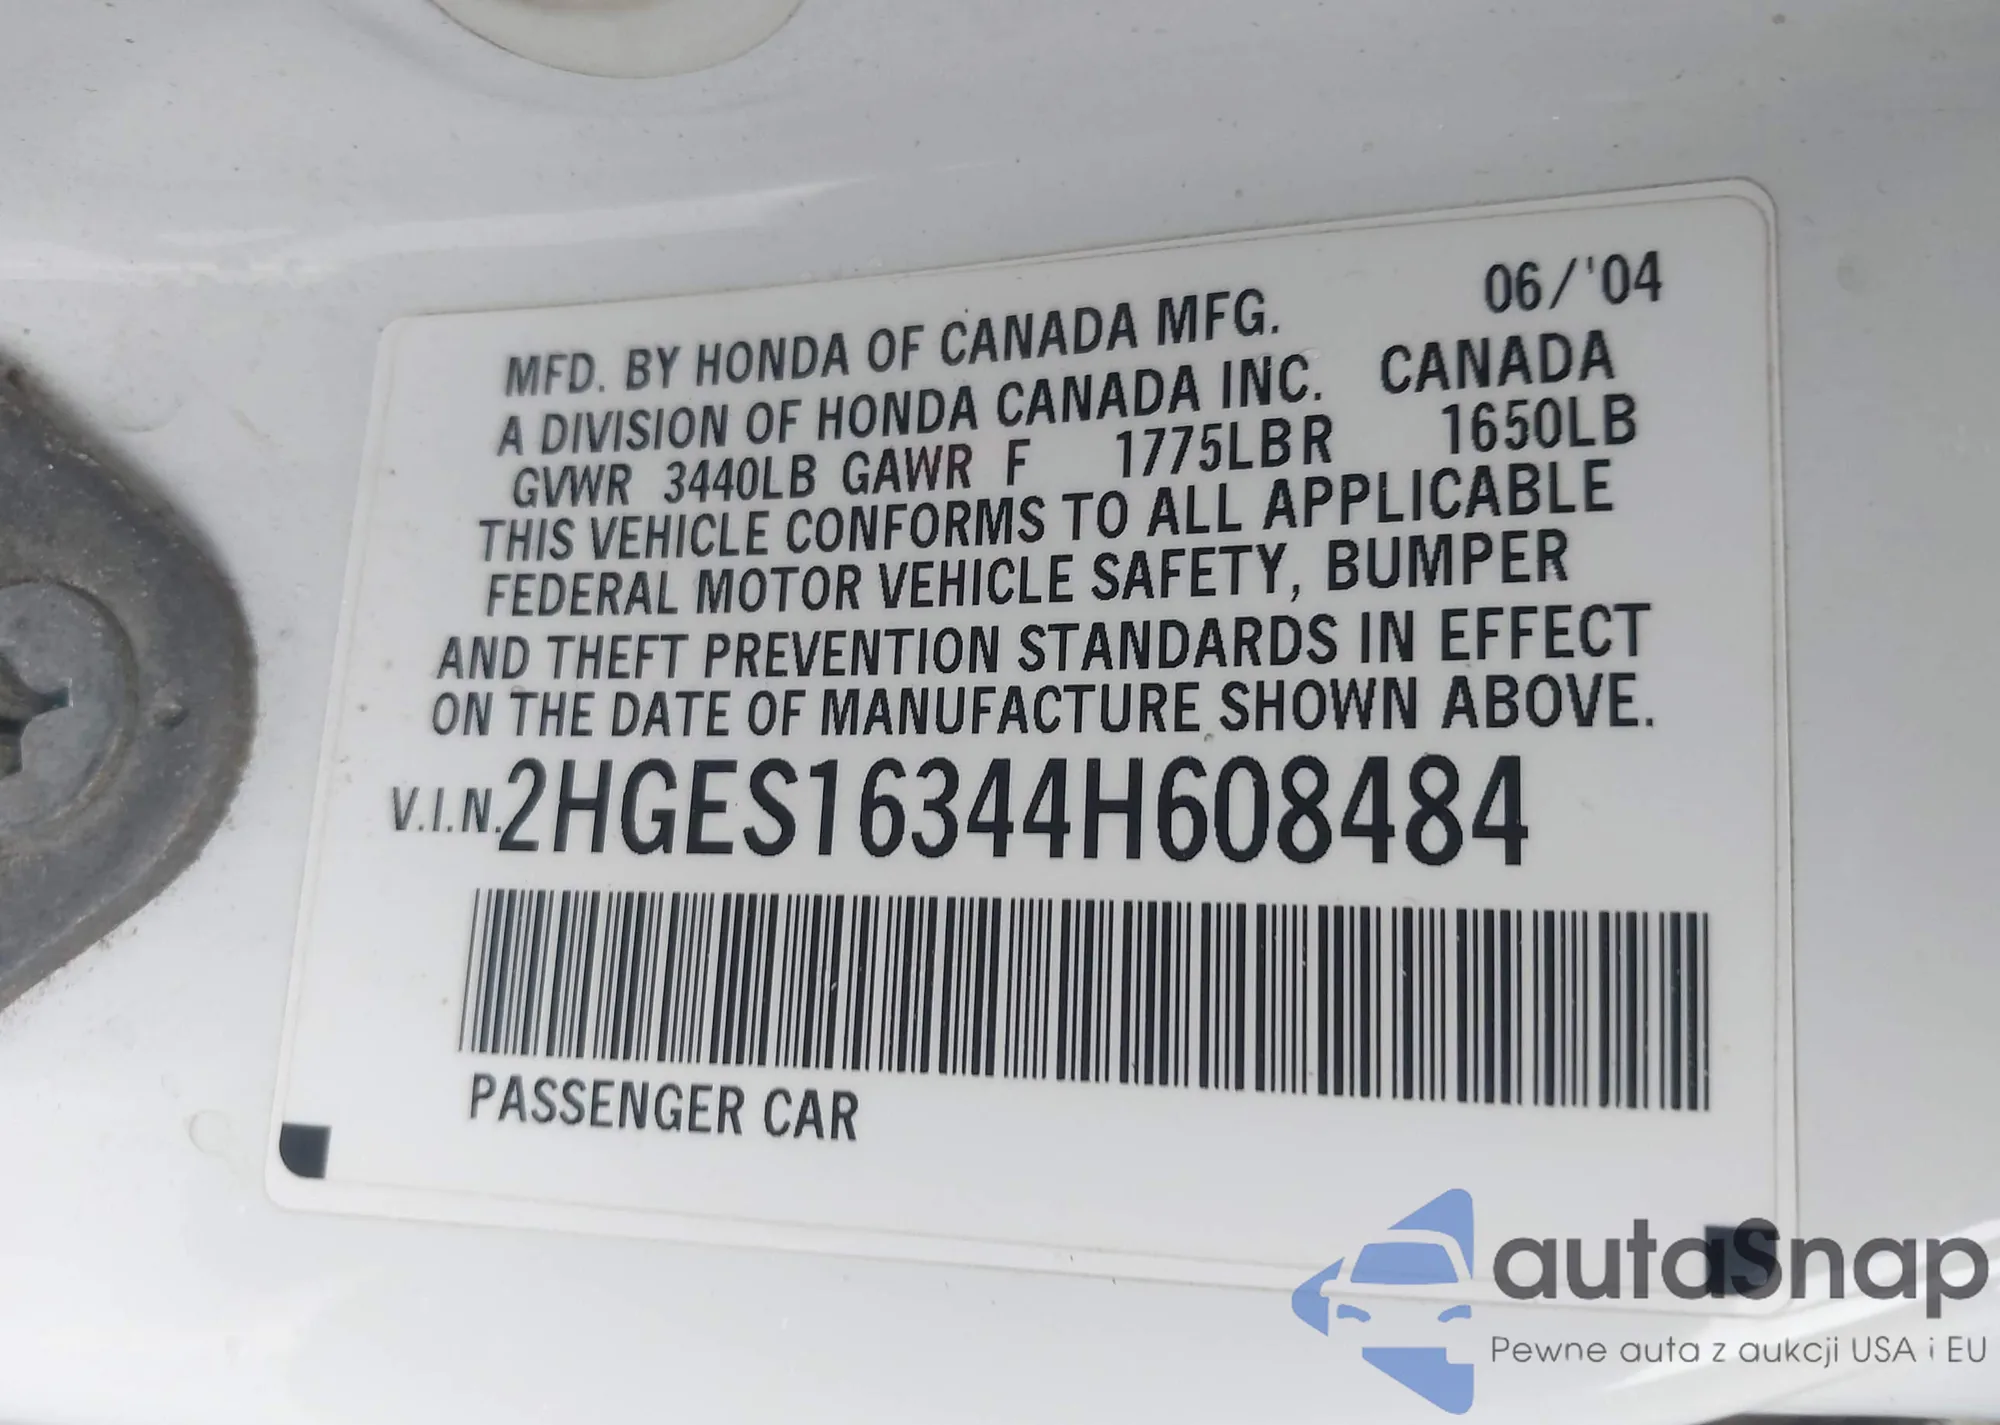 06/'04
MFD. BY HONDA OF CANADA MFG.
A DIVISION OF HONDA CANADA INC. CANADA
GVWR 3440LB GAWR F 1775LBR 1650LB
THIS VEHICLE CONFORMS TO ALL APPLICABLE
FEDERAL MOTOR VEHICLE SAFETY, BUMPER
AND THEFT PREVENTION STANDARDS IN EFFECT
ON THE DATE OF MANUFACTURE SHOWN ABOVE.
V.I.N. 2HGES16344H608484
PASSENGER CAR
autaSnap
Pewne auta z aukcji USA i EU